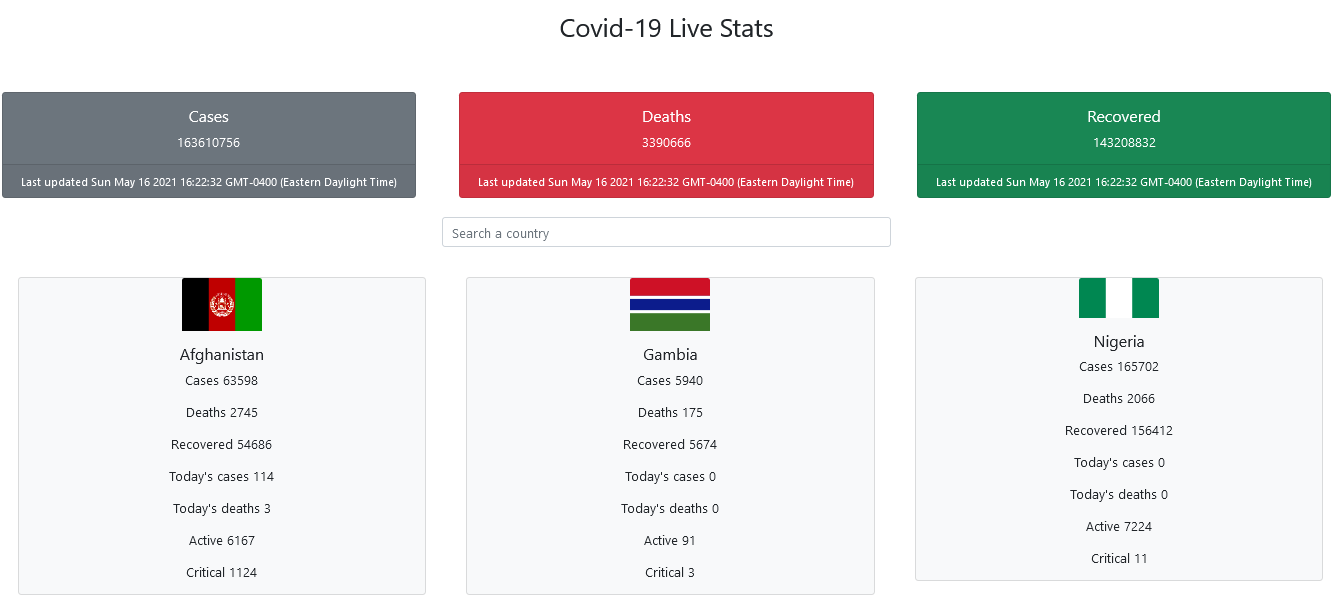 Covid-19 Live Stats
Cases
163610756
Last updated Sun May 16 2021 16:22:32 GMT-0400 (Eastern Daylight Time)
Deaths
3390666
Last updated Sun May 16 2021 16:22:32 GMT-0400 (Eastern Daylight Time)
Recovered
143208832
Last updated Sun May 16 2021 16:22:32 GMT-0400 (Eastern Daylight Time)
Search a country
Afghanistan
Cases 63598
Deaths 2745
Recovered 54686
Today's cases 114
Today's deaths 3
Active 6167
Critical 1124
Gambia
Cases 5940
Deaths 175
Recovered 5674
Today's cases 0
Today's deaths 0
Active 91
Critical 3
Nigeria
Cases 165702
Deaths 2066
Recovered 156412
Today's cases 0
Today's deaths 0
Active 7224
Critical 11